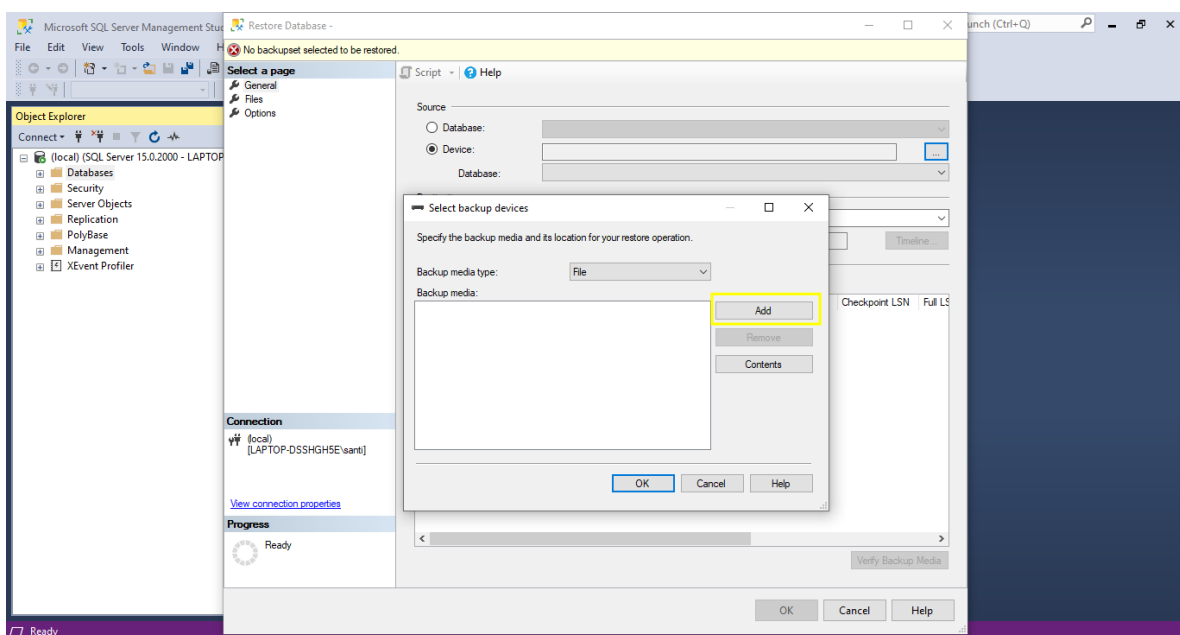 Microsoft SQL Server Management Stud
Restore Database -
unch (Ctrl+Q)
File Edit View Tools Window H
No backupset selected to be restored.
Select a page
General
Files
Options
Script Help
Object Explorer
Connect
(local) (SQL Server 15.0.2000 - LAPTOP
Databases
Security
Server Objects
Replication
PolyBase
Management
XEvent Profiler
Source
Database:
Device:
...
Database:
Select backup devices
Specify the backup media and its location for your restore operation.
Backup media type: File
Backup media:
Add
Remove
Contents
OK Cancel Help
Timeline...
Checkpoint LSN Full LS
Connection
(local)
[LAPTOP-DSSHGH5E\santi]
View connection properties
Progress
Ready
Verify Backup Media
OK Cancel Help
Ready